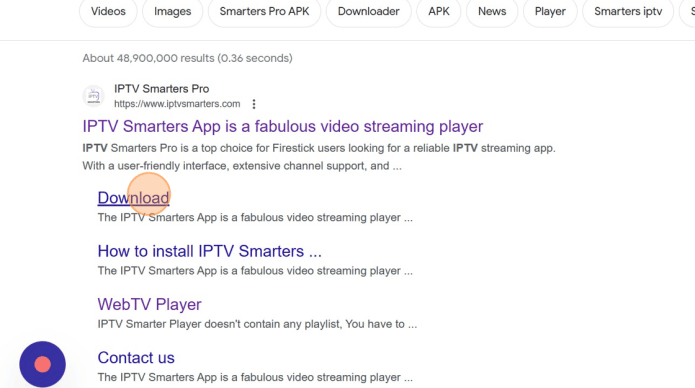 Videos Images Smarters Pro APK Downloader APK News Player Smarters iptv
About 48,900,000 results (0.36 seconds)
IPTV Smarters Pro
https://www.iptvsmarters.com
IPTV Smarters App is a fabulous video streaming player
IPTV Smarters Pro is a top choice for Firestick users looking for a reliable IPTV streaming app.
With a user-friendly interface, extensive channel support, and ...
Download
The IPTV Smarters App is a fabulous video streaming player ...
How to install IPTV Smarters ...
The IPTV Smarters App is a fabulous video streaming player ...
WebTV Player
IPTV Smarter Player doesn't contain any playlist, You have to ...
Contact us
The IPTV Smarters App is a fabulous video streaming player ...